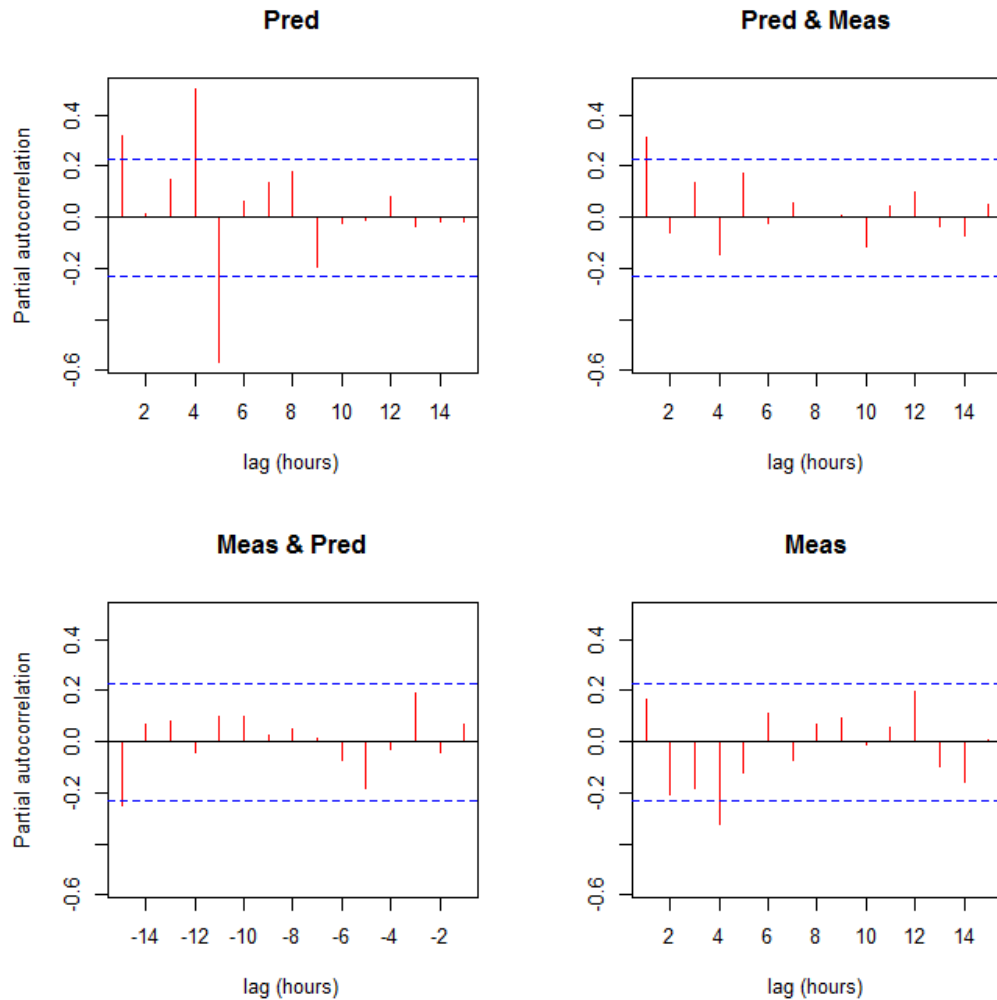 Pred
Partial autocorrelation
0.4
0.2
0.0
-0.2
-0.6
2 4 6 8 10 12 14
lag (hours)
Pred & Meas
0.4
0.2
0.0
-0.2
-0.6
2 4 6 8 10 12 14
lag (hours)
Meas & Pred
Partial autocorrelation
0.4
0.2
0.0
-0.2
-0.6
-14 -12 -10 -8 -6 -4 -2
lag (hours)
Meas
0.4
0.2
0.0
-0.2
-0.6
2 4 6 8 10 12 14
lag (hours)